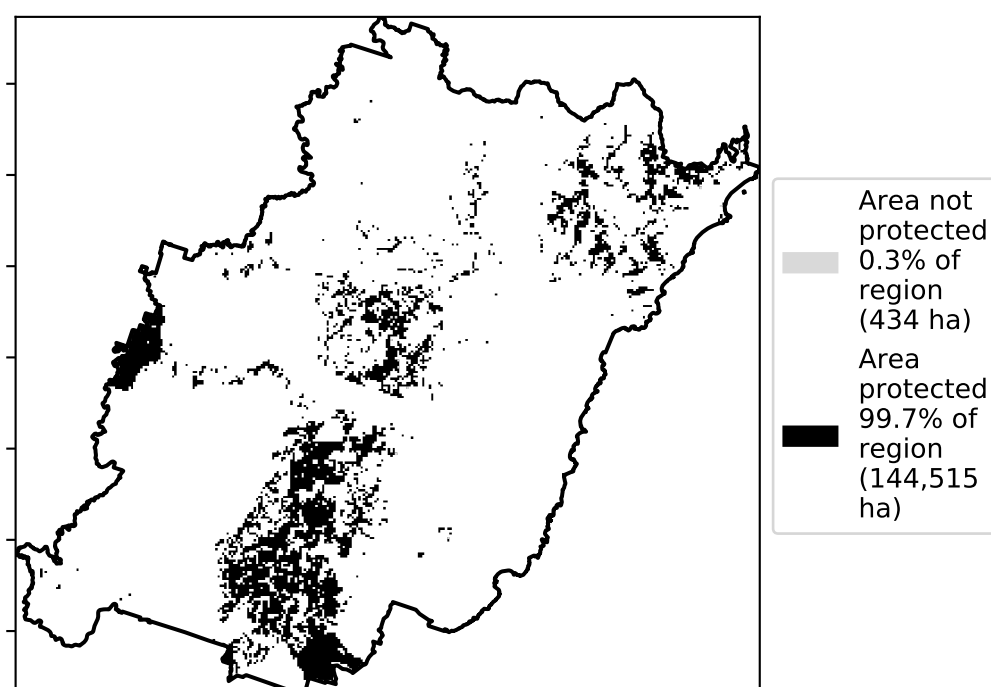 Area not
protected
0.3% of
region
(434 ha)
Area
protected
99.7% of
region
(144,515
ha)